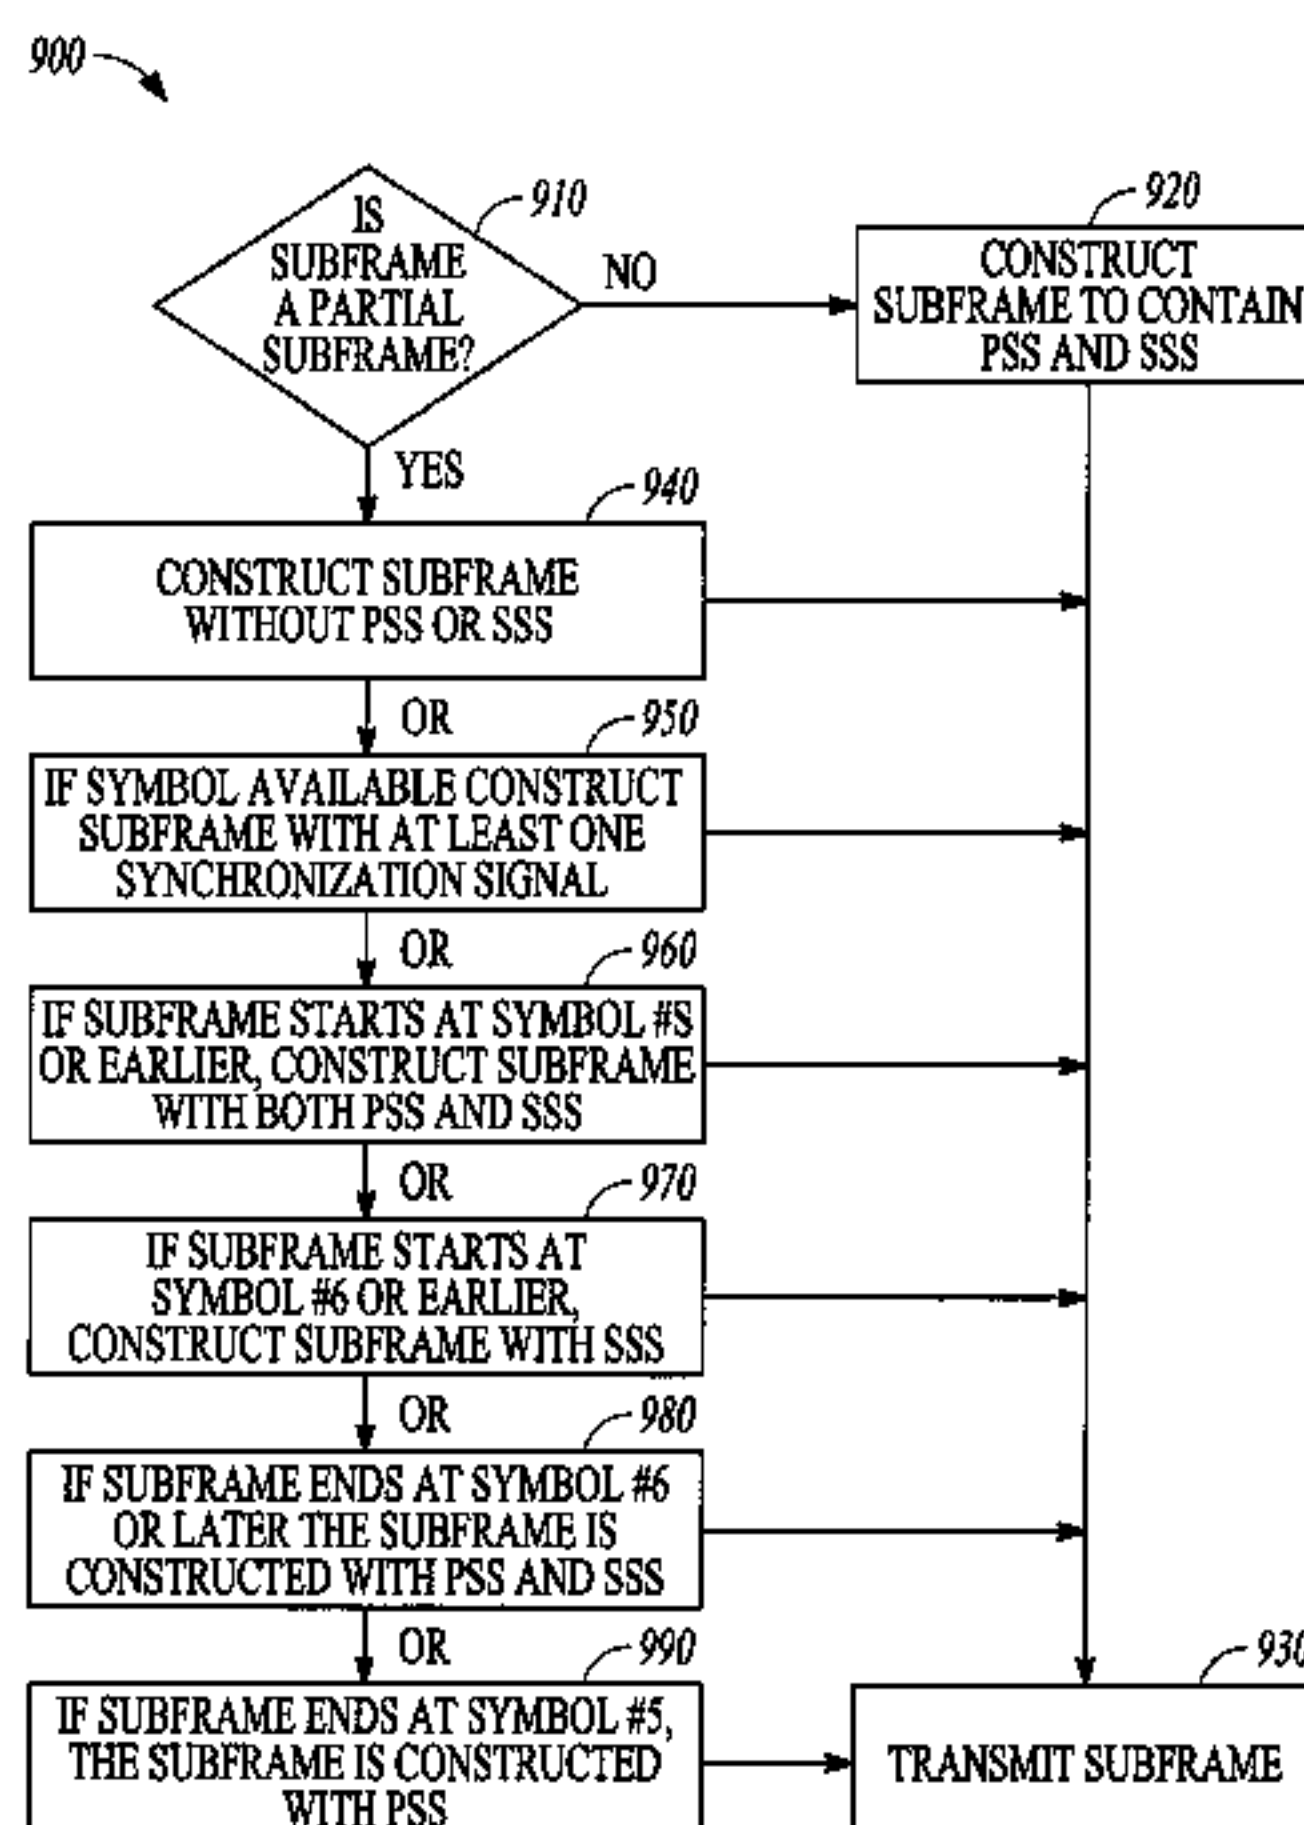 900
910
IS
SUBFRAME
A PARTIAL
SUBFRAME?
NO
920
CONSTRUCT
SUBFRAME TO CONTAIN
PSS AND SSS
YES
940
CONSTRUCT SUBFRAME
WITHOUT PSS OR SSS
OR
950
IF SYMBOL AVAILABLE CONSTRUCT
SUBFRAME WITH AT LEAST ONE
SYNCHRONIZATION SIGNAL
OR
960
IF SUBFRAME STARTS AT SYMBOL #S
OR EARLIER, CONSTRUCT SUBFRAME
WITH BOTH PSS AND SSS
OR
970
IF SUBFRAME STARTS AT
SYMBOL #6 OR EARLIER,
CONSTRUCT SUBFRAME WITH SSS
OR
980
IF SUBFRAME ENDS AT SYMBOL #6
OR LATER THE SUBFRAME IS
CONSTRUCTED WITH PSS AND SSS
OR
990
IF SUBFRAME ENDS AT SYMBOL #5,
THE SUBFRAME IS CONSTRUCTED
WITH PSS
930
TRANSMIT SUBFRAME